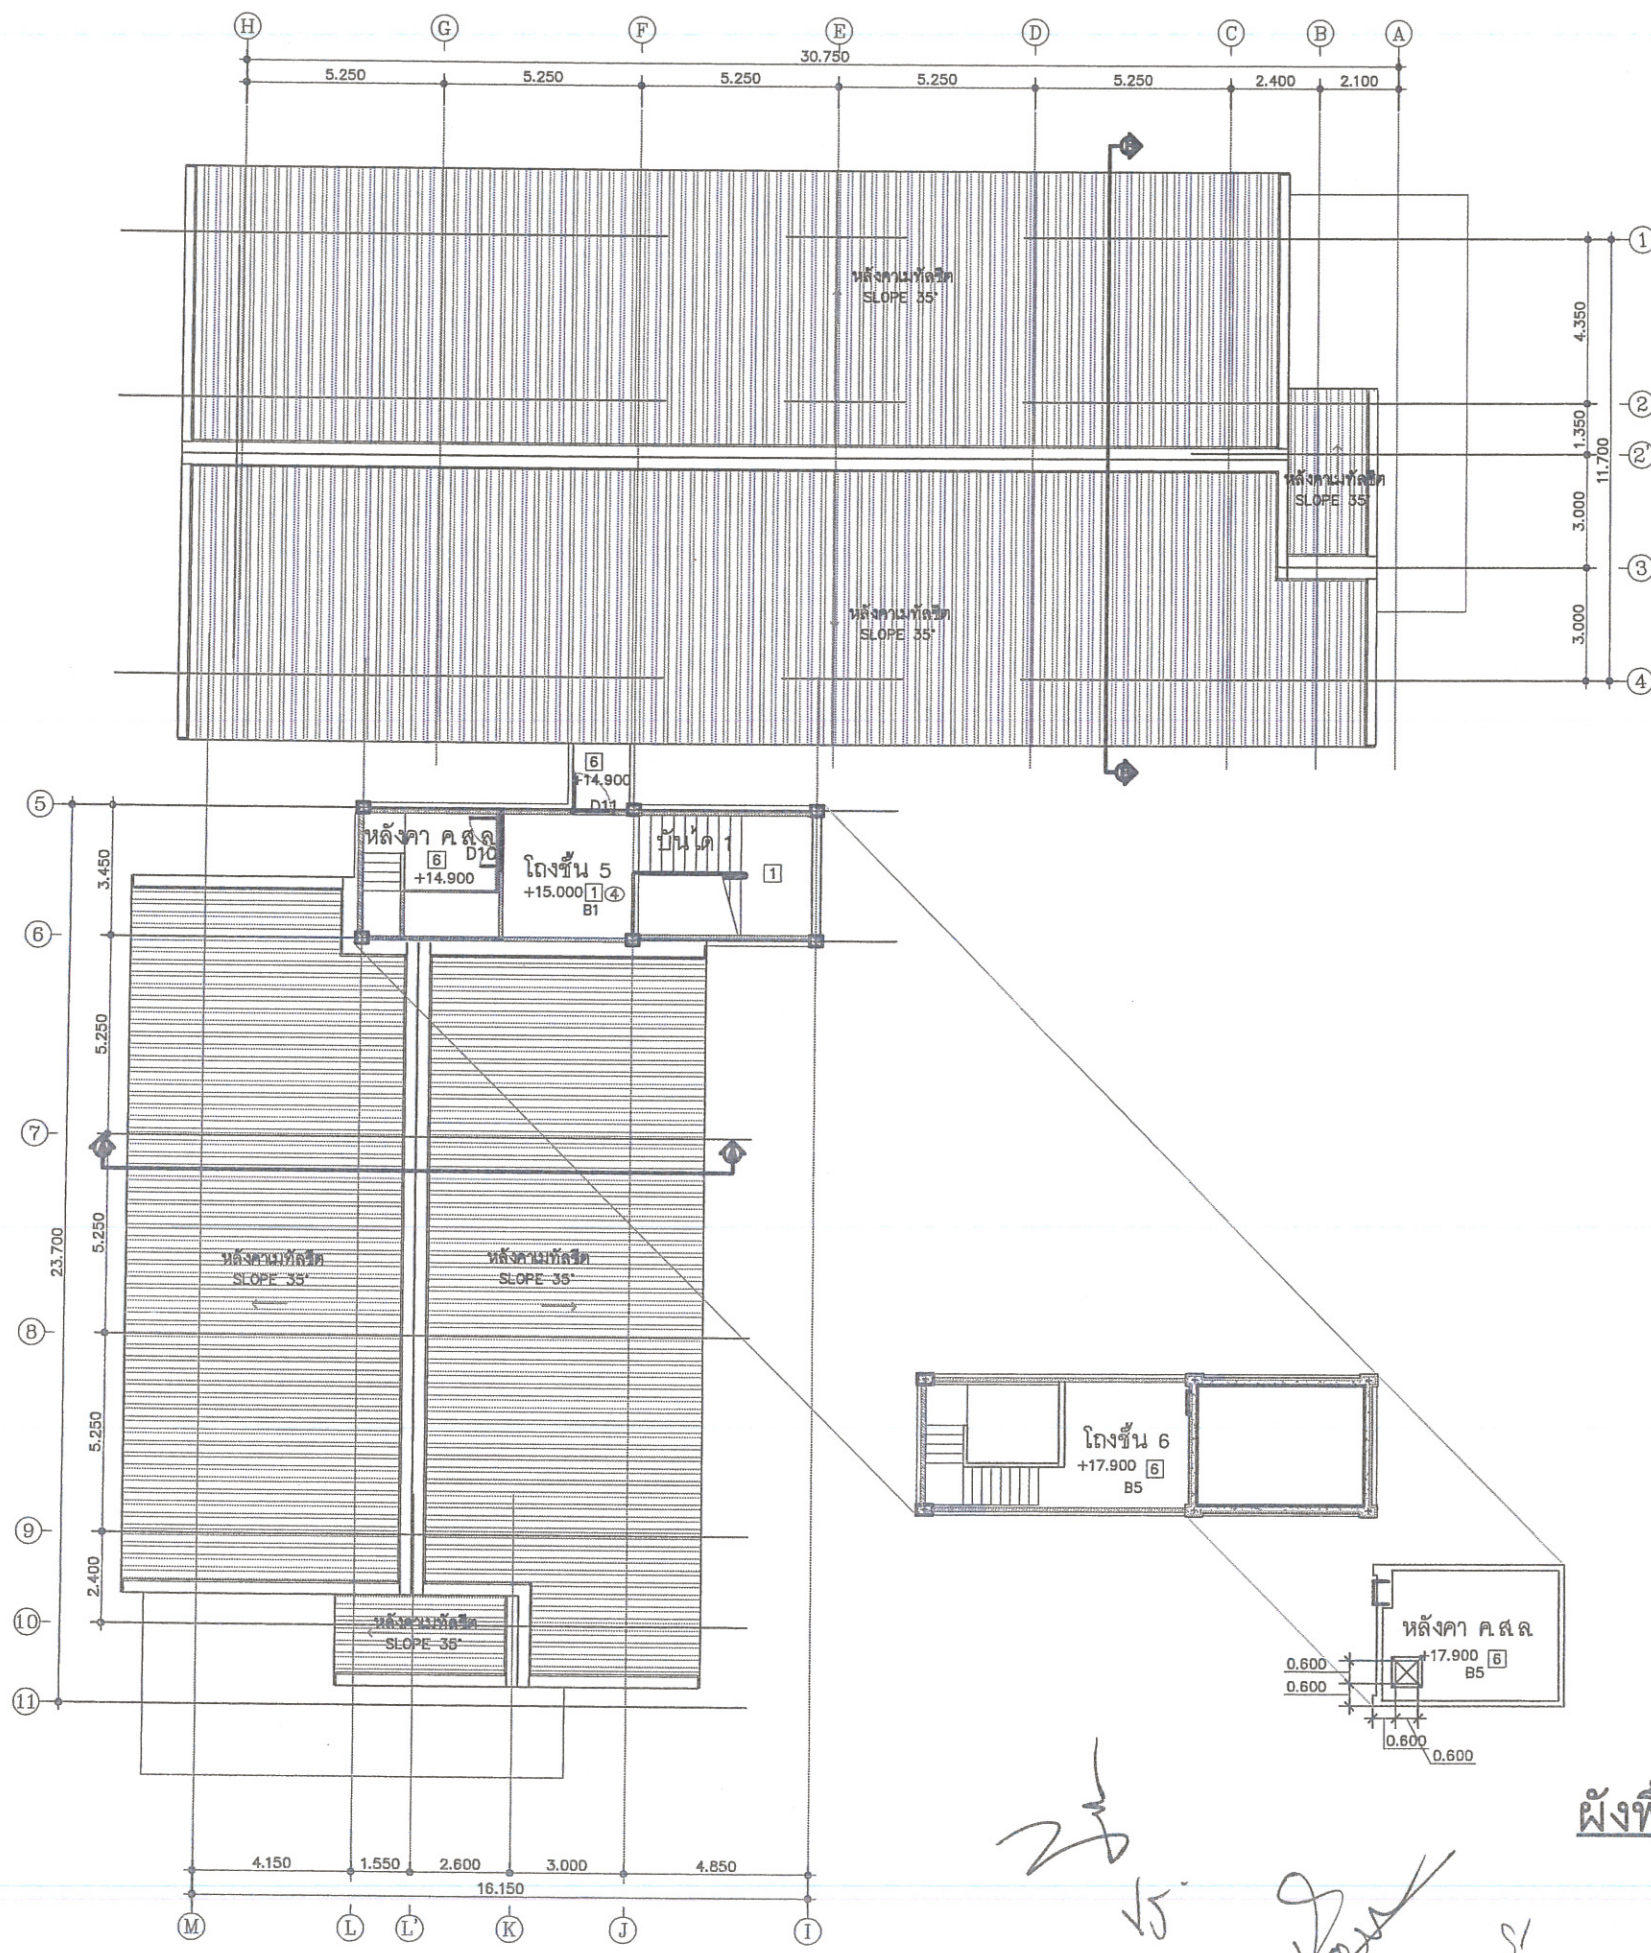 H G F E D C B A
30.750
5.250 5.250 5.250 5.250 5.250 2.400 2.100
หลังคาเมทัลชีต
SLOPE 35°
1
4.350
2
1.350
2'
11.700
3.000
3
3.000
4
หลังคาเมทัลชีต
SLOPE 35°
หลังคาเมทัลชีต
SLOPE 35°
6
+14.900
D11
5
หลังคา ค.ส.ล
6
D10
+14.900
โถงชั้น 5
+15.000 1 4
B1
บันได 1
1
3.450
6
5.250
7
5.250
23.700
8
5.250
9
2.400
10
11
หลังคาเมทัลชีต
SLOPE 35°
หลังคาเมทัลชีต
SLOPE 35°
หลังคาเมทัลชีต
SLOPE 35°
โถงชั้น 6
+17.900 6
B5
หลังคา ค.ส.ล
+17.900 6
B5
0.600
0.600
0.600
0.600
ผังพื้
4.150 1.550 2.600 3.000 4.850
16.150
M L L' K J I